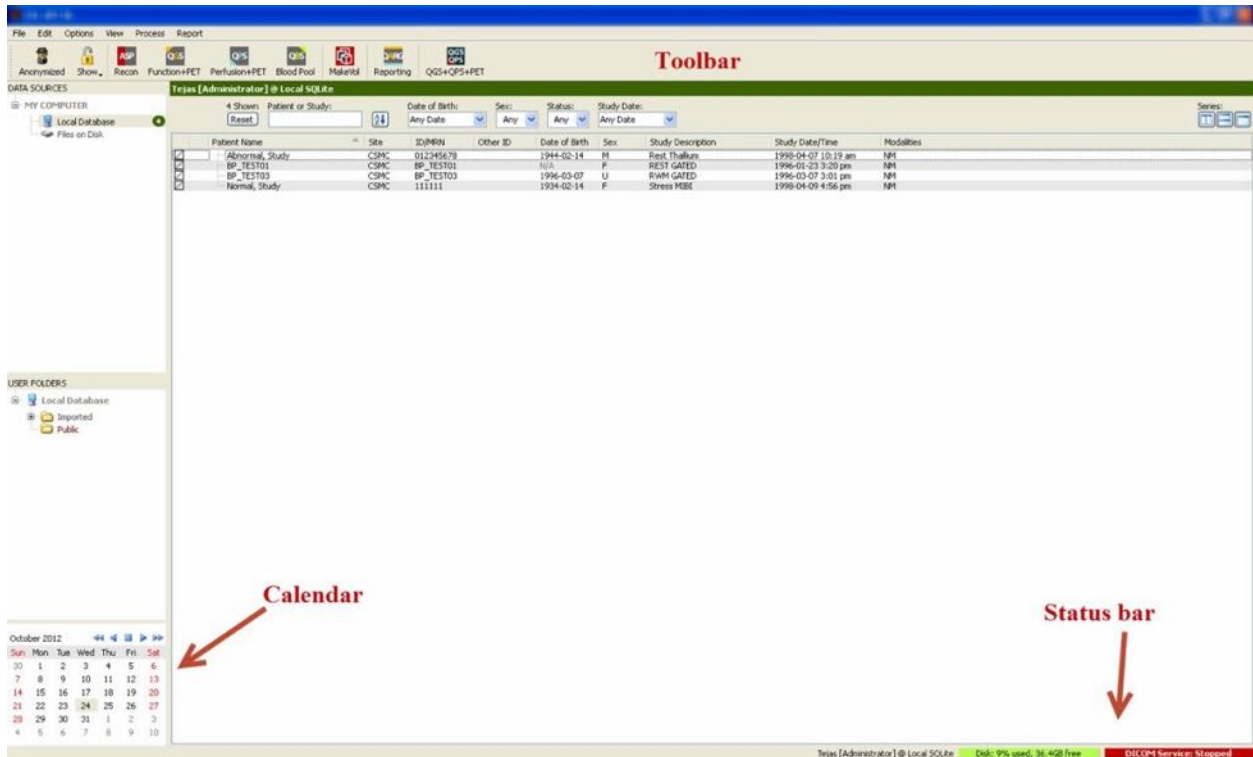 File Edit Options View Process Report
ASP QGS QPS QBS QARG QGS QPS
Anonymized Show Recon Function+PET Perfusion+PET Blood Pool MakeVol Reporting QGS+QPS+PET
Toolbar
DATA SOURCES
Tejas [Administrator] @ Local SQLite
MY COMPUTER
Local Database 4
Files on Disk
4 Shown Patient or Study: Date of Birth: Sex: Status: Study Date: Series:
Reset Any Date Any Any Any Date
Patient Name Site ID/MRN Other ID Date of Birth Sex Study Description Study Date/Time Modalities
Abnormal, Study CSMC 012345678 1944-02-14 M Rest Thallium 1998-04-07 10:19 am NM
BP_TEST01 CSMC BP_TEST01 N/A F REST GATED 1996-01-23 3:20 pm NM
BP_TEST03 CSMC BP_TEST03 1996-03-07 U RWM GATED 1996-03-07 3:01 pm NM
Normal, Study CSMC 111111 1934-02-14 F Stress MIBI 1998-04-09 4:56 pm NM
USER FOLDERS
Local Database
Imported
Public
Calendar
Status bar
October 2012
Sun Mon Tue Wed Thu Fri Sat
30 1 2 3 4 5 6
7 8 9 10 11 12 13
14 15 16 17 18 19 20
21 22 23 24 25 26 27
28 29 30 31 1 2 3
4 5 6 7 8 9 10
Tejas [Administrator] @ Local SQLite Disk: 9% used, 36.4GB free DICOM Service: Stopped